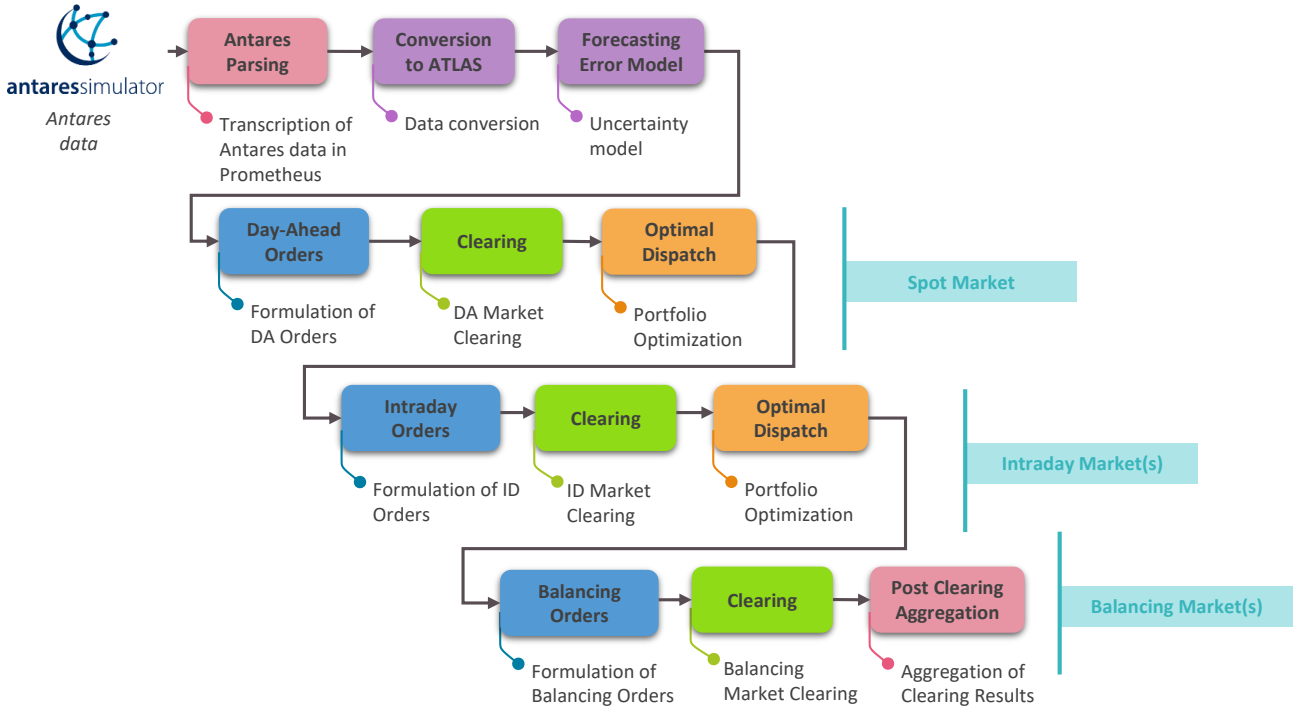 antaressimulator
Antares
data
Antares
Parsing
Conversion
to ATLAS
Forecasting
Error Model
Transcription of
Antares data in
Prometheus
Data conversion
Uncertainty
model
Day-Ahead
Orders
Clearing
Optimal
Dispatch
Spot Market
Formulation of
DA Orders
DA Market
Clearing
Portfolio
Optimization
Intraday
Orders
Clearing
Optimal
Dispatch
Intraday Market(s)
Formulation of ID
Orders
ID Market
Clearing
Portfolio
Optimization
Balancing
Orders
Clearing
Post Clearing
Aggregation
Balancing Market(s)
Formulation of
Balancing Orders
Balancing
Market Clearing
Aggregation of
Clearing Results